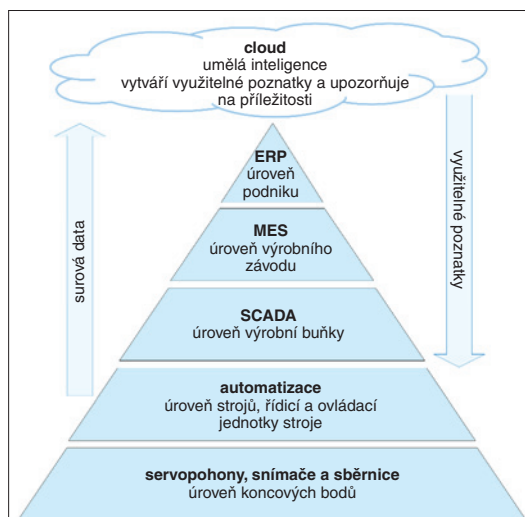 cloud
umělá inteligence
vytváří využitelné poznatky a upozorňuje
na příležitosti
surová data
využitelné poznatky
ERP
úroveň
podniku
MES
úroveň výrobního
závodu
SCADA
úroveň výrobní buňky
automatizace
úroveň strojů, řídicí a ovládací
jednotky stroje
servopohony, snímače a sběrnice
úroveň koncových bodů